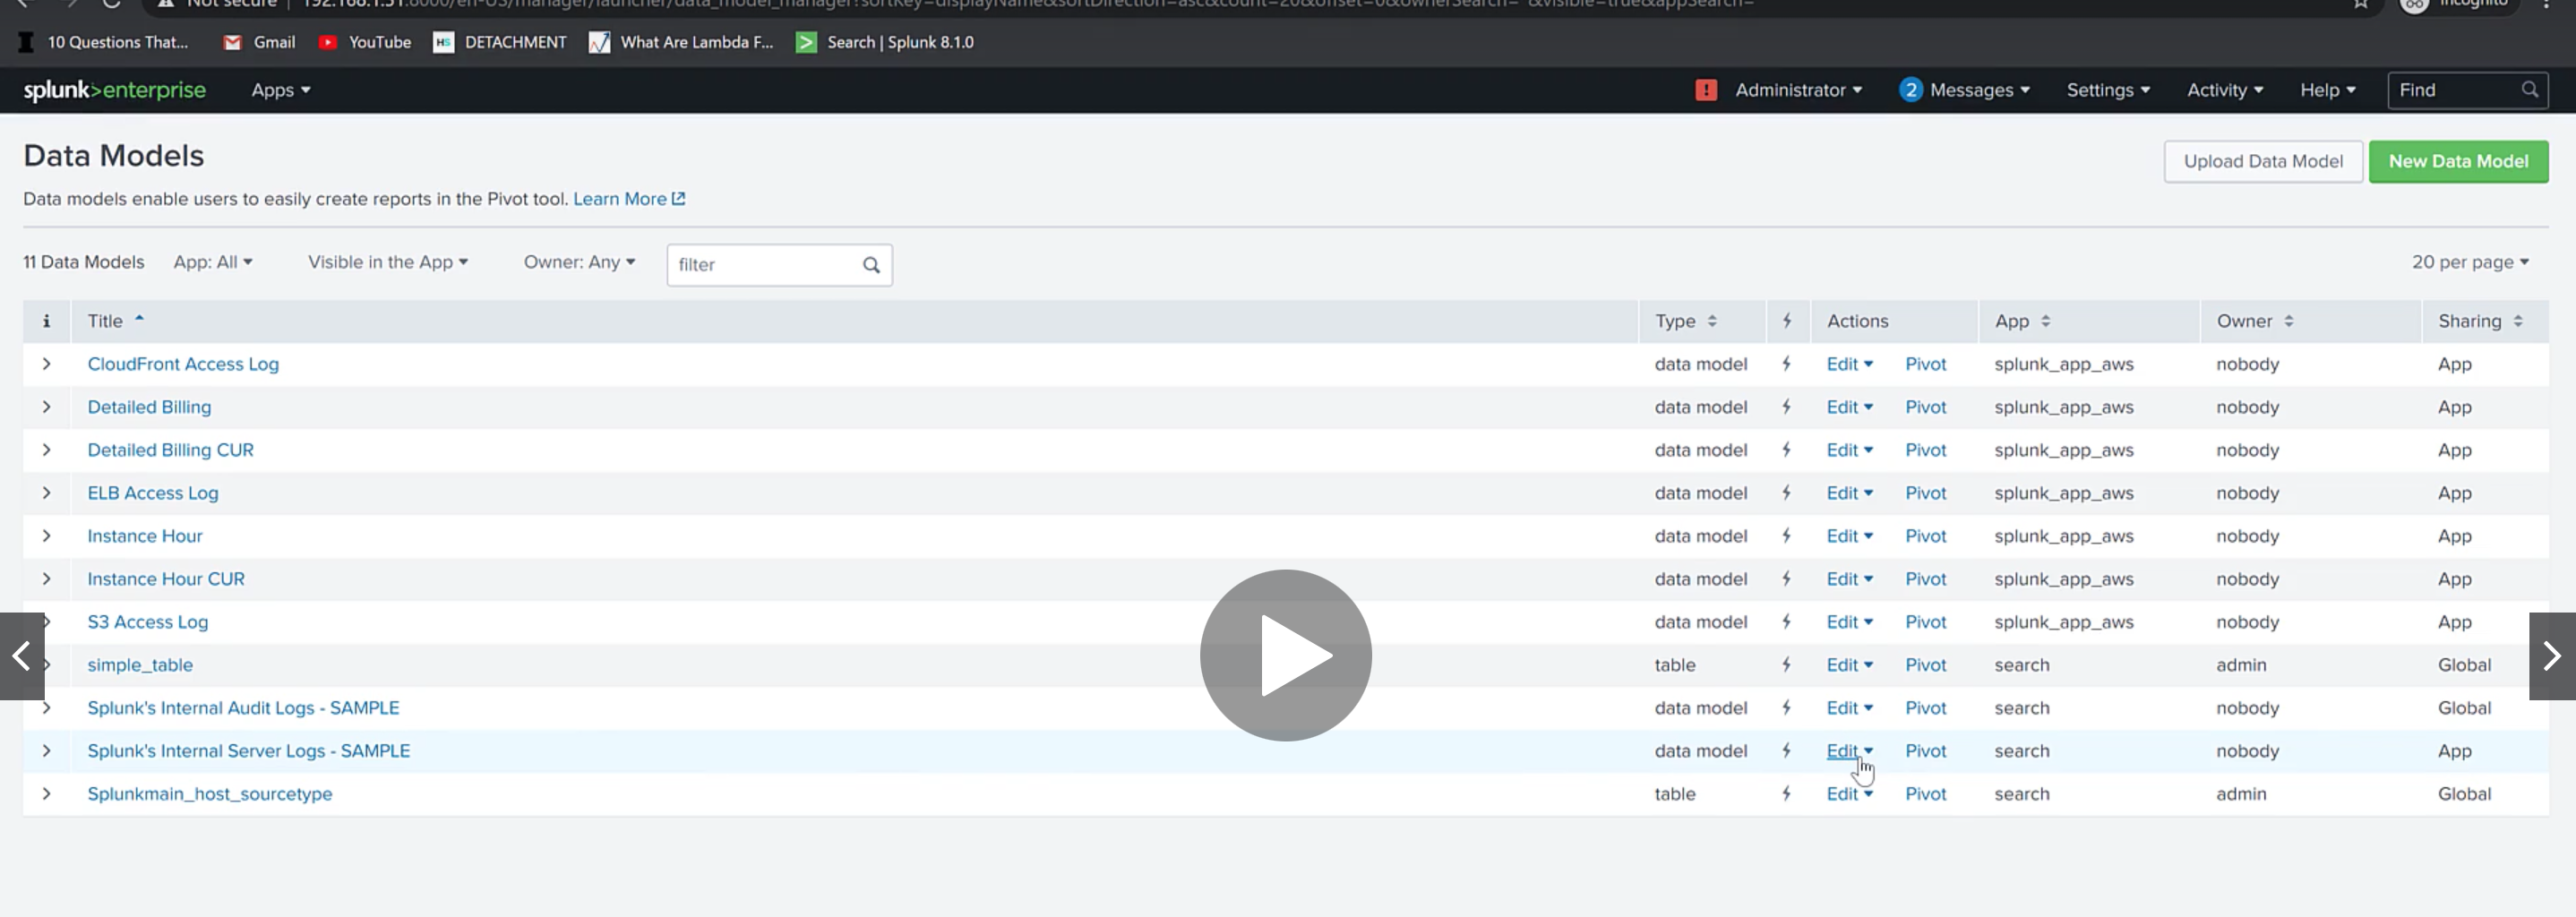 Not secure | 192.168.1.51:8000/en-US/manager/launcher/data_model_manager?sortKey=displayName&sortDirection=asc&count=20&offset=0&ownerSearch=*&visible=true&appSearch= Incognito
10 Questions That... Gmail YouTube HS DETACHMENT What Are Lambda F... Search | Splunk 8.1.0
splunk>enterprise Apps ! Administrator 2 Messages Settings Activity Help Find
Data Models Upload Data Model New Data Model
Data models enable users to easily create reports in the Pivot tool. Learn More
11 Data Models App: All Visible in the App Owner: Any filter 20 per page
i Title Type Actions App Owner Sharing
CloudFront Access Log data model Edit Pivot splunk_app_aws nobody App
Detailed Billing data model Edit Pivot splunk_app_aws nobody App
Detailed Billing CUR data model Edit Pivot splunk_app_aws nobody App
ELB Access Log data model Edit Pivot splunk_app_aws nobody App
Instance Hour data model Edit Pivot splunk_app_aws nobody App
Instance Hour CUR data model Edit Pivot splunk_app_aws nobody App
S3 Access Log data model Edit Pivot splunk_app_aws nobody App
simple_table table Edit Pivot search admin Global
Splunk's Internal Audit Logs - SAMPLE data model Edit Pivot search nobody Global
Splunk's Internal Server Logs - SAMPLE data model Edit Pivot search nobody App
Splunkmain_host_sourcetype table Edit Pivot search admin Global